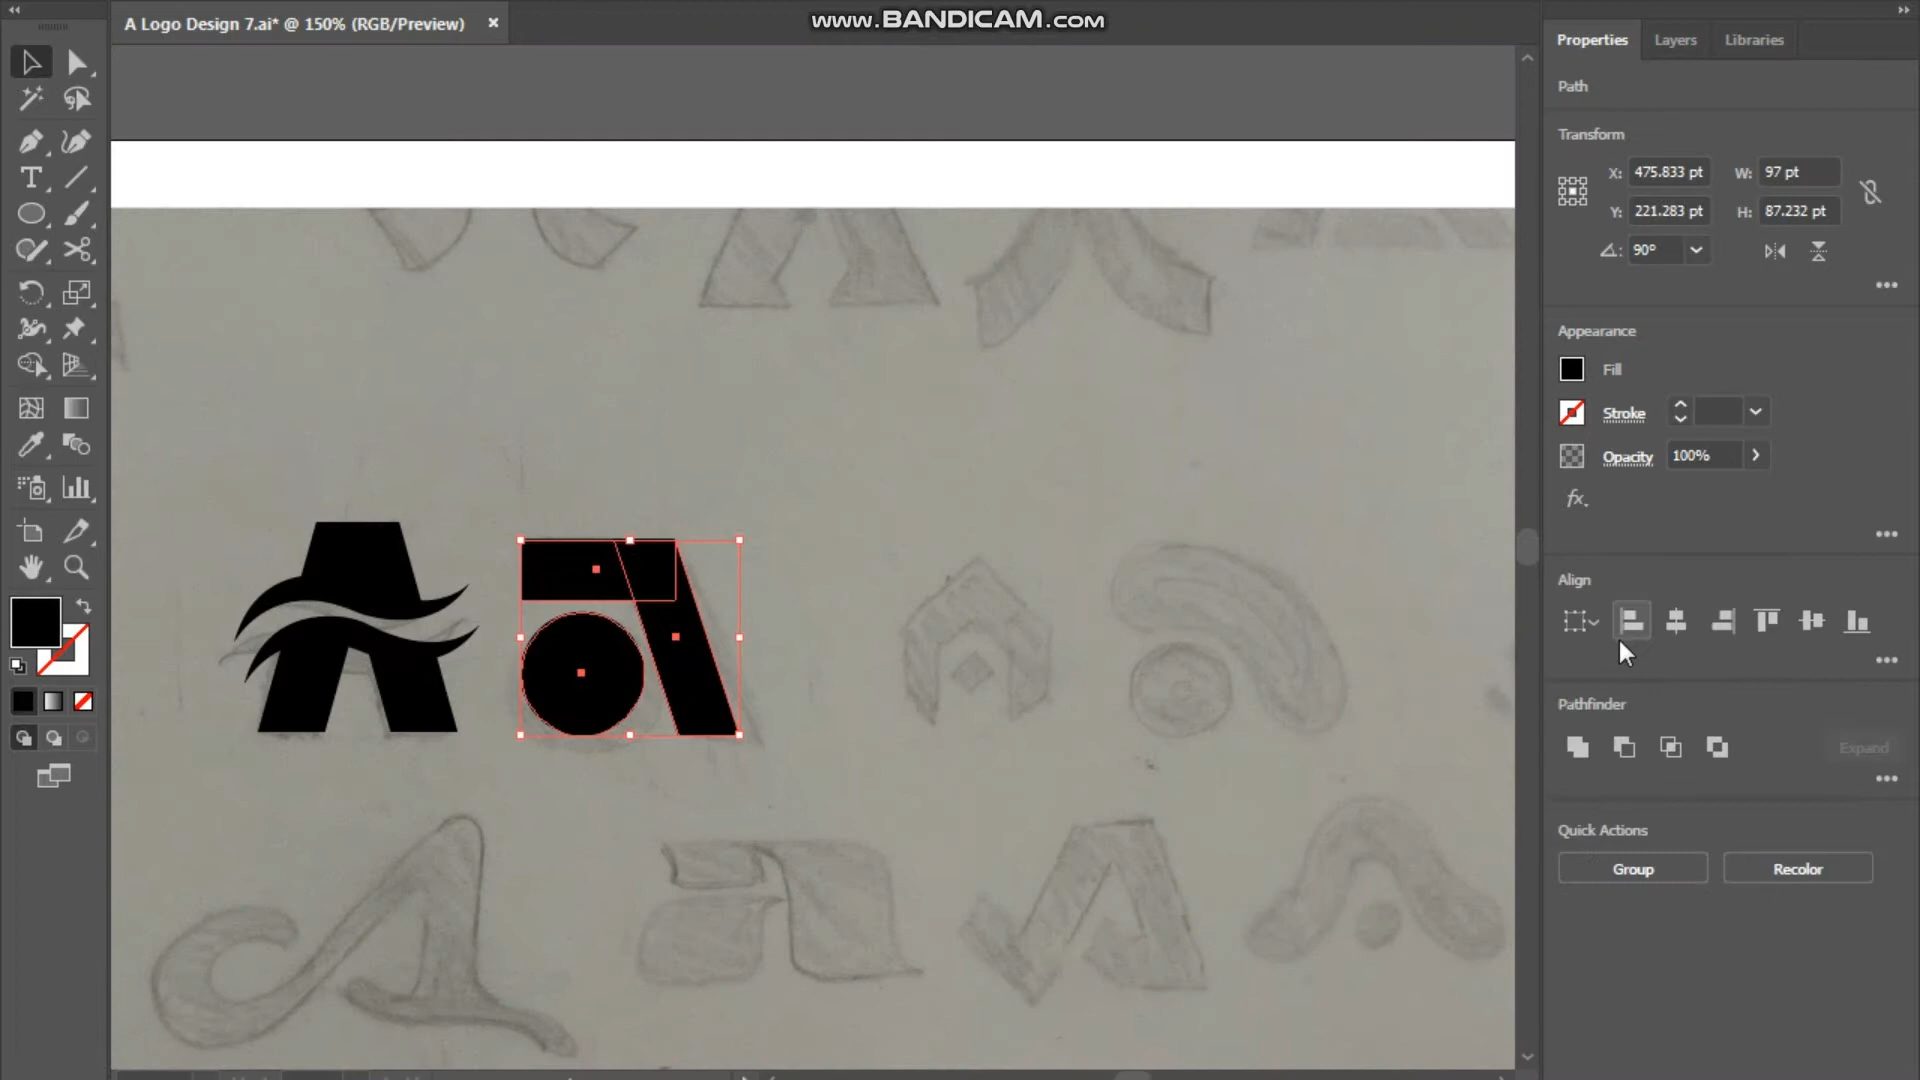 A Logo Design 7.ai* @ 150% (RGB/Preview)
www.BANDICAM.com
Properties
Layers
Libraries
Path
Transform
X: 475.833 pt
W: 97 pt
Y: 221.283 pt
H: 87.232 pt
90°
Appearance
Fill
Stroke
Opacity
100%
fx.
Align
Pathfinder
Expand
Quick Actions
Group
Recolor